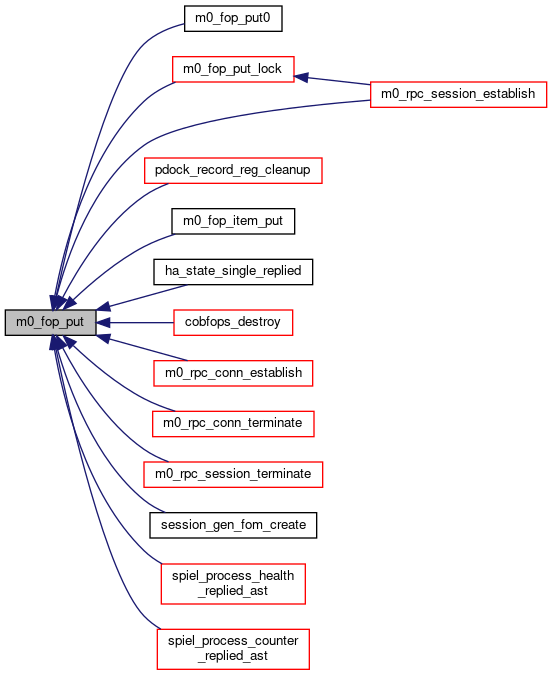 m0_fop_put0
m0_fop_put_lock
m0_rpc_session_establish
pdock_record_reg_cleanup
m0_fop_item_put
ha_state_single_replied
m0_fop_put
cobfops_destroy
m0_rpc_conn_establish
m0_rpc_conn_terminate
m0_rpc_session_terminate
session_gen_fom_create
spiel_process_health
_replied_ast
spiel_process_counter
_replied_ast